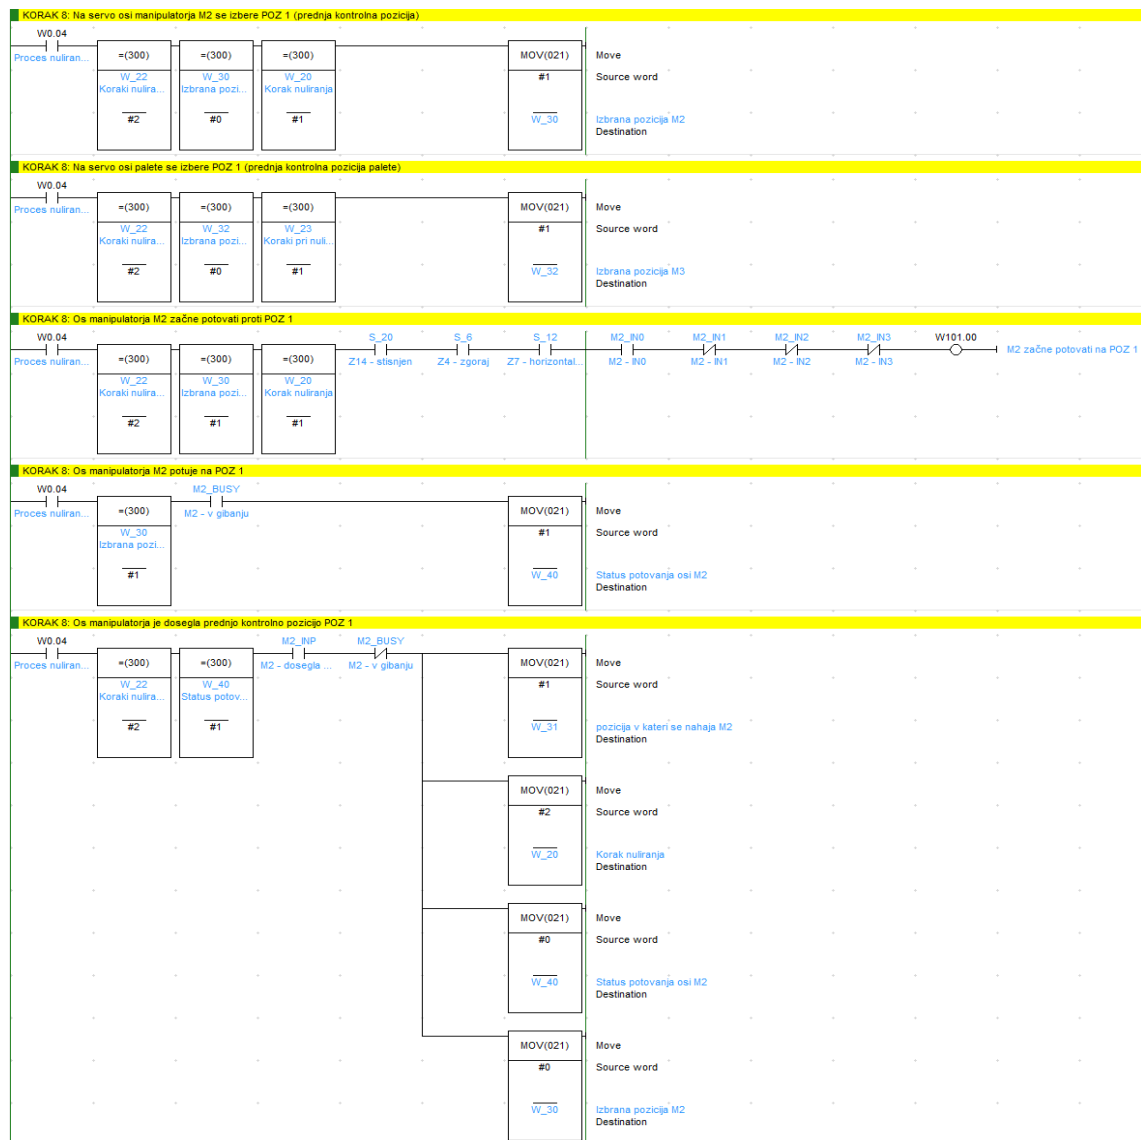 KORAK 8: Na servo osi manipulatorja M2 se izbere POZ 1 (prednja kontrolna pozicija)
W0.04
Proces nuliran...
=(300)
W_22
Koraki nulira...
#2
=(300)
W_30
Izbrana pozi...
#0
=(300)
W_20
Korak nuliranja
#1
MOV(021)
#1
W_30
Move
Source word
Izbrana pozicija M2
Destination
KORAK 8: Na servo osi palete se izbere POZ 1 (prednja kontrolna pozicija palete)
W0.04
Proces nuliran...
=(300)
W_22
Koraki nulira...
#2
=(300)
W_32
Izbrana pozi...
#0
=(300)
W_23
Koraki pri nuli...
#1
MOV(021)
#1
W_32
Move
Source word
Izbrana pozicija M3
Destination
KORAK 8: Os manipulatorja M2 začne potovati proti POZ 1
W0.04
Proces nuliran...
=(300)
W_22
Koraki nulira...
#2
=(300)
W_30
Izbrana pozi...
#1
=(300)
W_20
Korak nuliranja
#1
S_20
Z14 - stisnjen
S_6
Z4 - zgoraj
S_12
Z7 - horizontal...
M2_IN0
M2 - IN0
M2_IN1
M2 - IN1
M2_IN2
M2 - IN2
M2_IN3
M2 - IN3
W101.00
M2 začne potovati na POZ 1
KORAK 8: Os manipulatorja M2 potuje na POZ 1
W0.04
Proces nuliran...
=(300)
W_30
Izbrana pozi...
#1
M2_BUSY
M2 - v gibanju
MOV(021)
#1
W_40
Move
Source word
Status potovanja osi M2
Destination
KORAK 8: Os manipulatorja je dosegla prednjo kontrolno pozicijo POZ 1
W0.04
Proces nuliran...
=(300)
W_22
Koraki nulira...
#2
=(300)
W_40
Status potov...
#1
M2_INP
M2 - dosegla ...
M2_BUSY
M2 - v gibanju
MOV(021)
#1
W_31
Move
Source word
pozicija v kateri se nahaja M2
Destination
MOV(021)
#2
W_20
Move
Source word
Korak nuliranja
Destination
MOV(021)
#0
W_40
Move
Source word
Status potovanja osi M2
Destination
MOV(021)
#0
W_30
Move
Source word
Izbrana pozicija M2
Destination